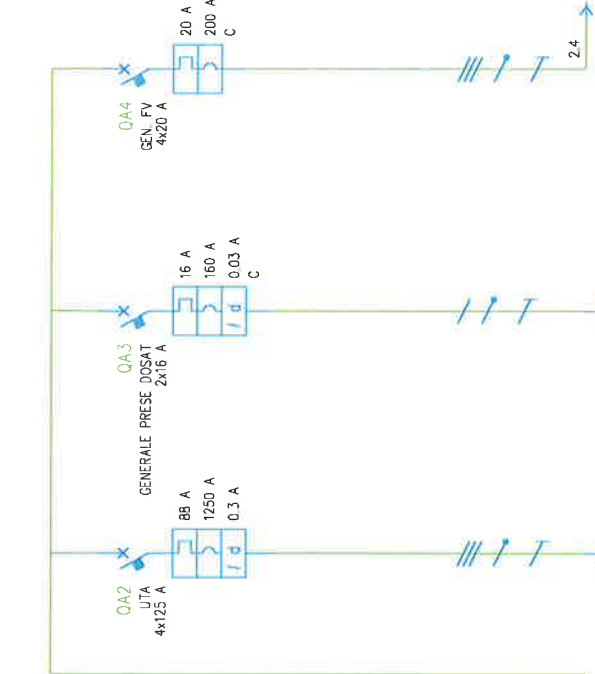 QA2
UTA
4x125 A
88 A
1250 A
0.3 A
I d
QA3
GENERALE PRESE DOSAT
2x16 A
16 A
160 A
0.03 A
C
I d
QA4
GEN. FV
4x20 A
20 A
200 A
C
2.4